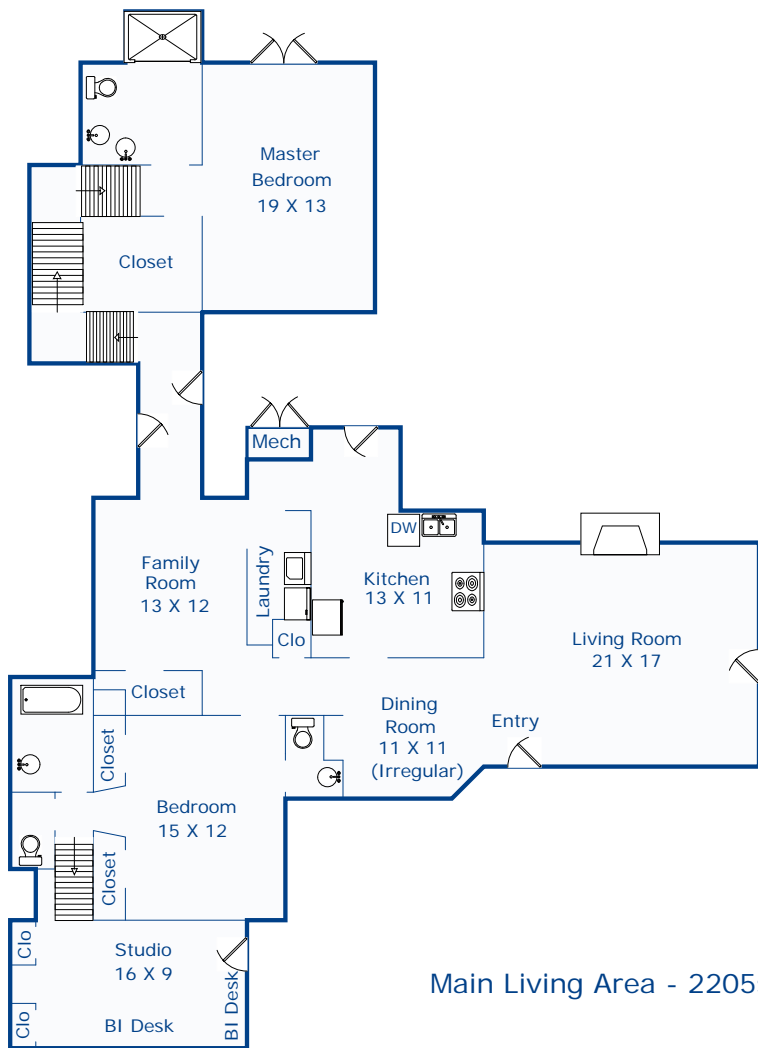 Master
Bedroom
19 X 13
Closet
Mech
DW
Family
Room
13 X 12
Laundry
Kitchen
13 X 11
Clo
Living Room
21 X 17
Closet
Dining
Room
11 X 11
(Irregular)
Entry
Closet
Bedroom
15 X 12
Closet
Clo
Studio
16 X 9
BI Desk
Clo
BI Desk
Main Living Area - 2205